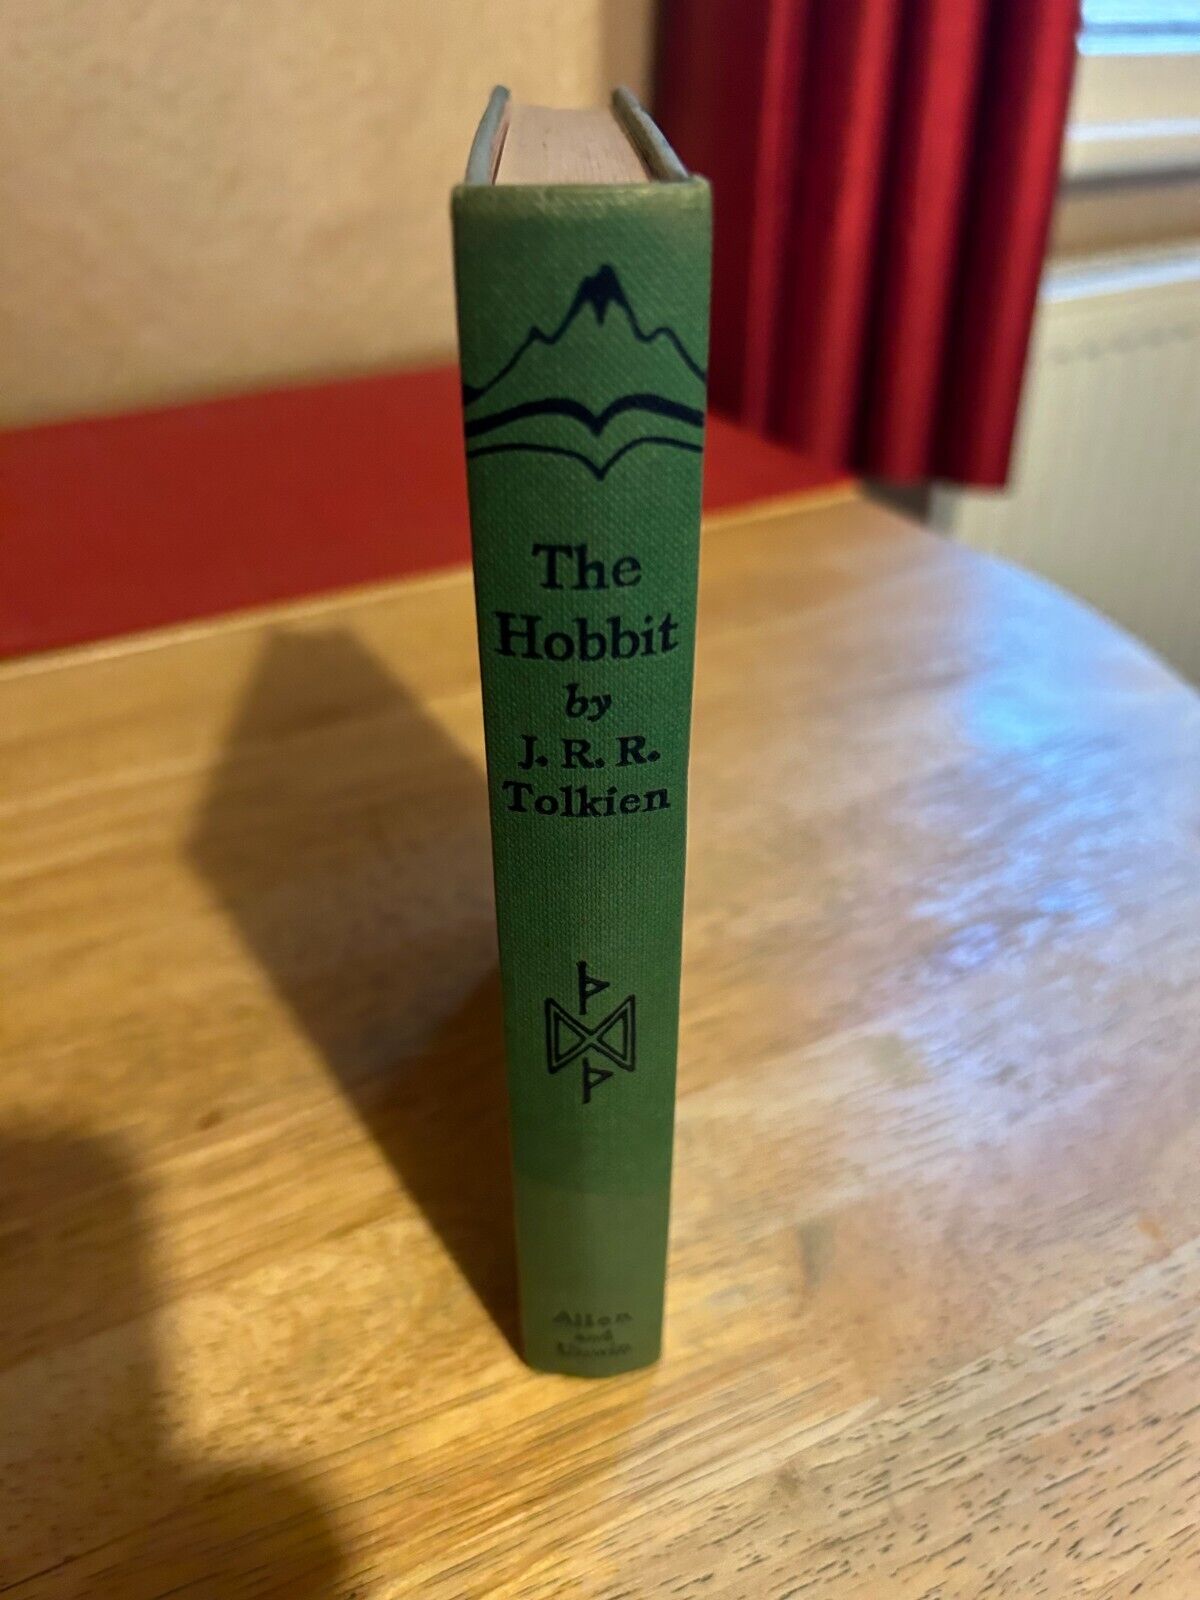 The
Hobbit
by
J. R. R.
Tolkien
ᚦ
ᛞ
ᚦ
Allen
and
Unwin